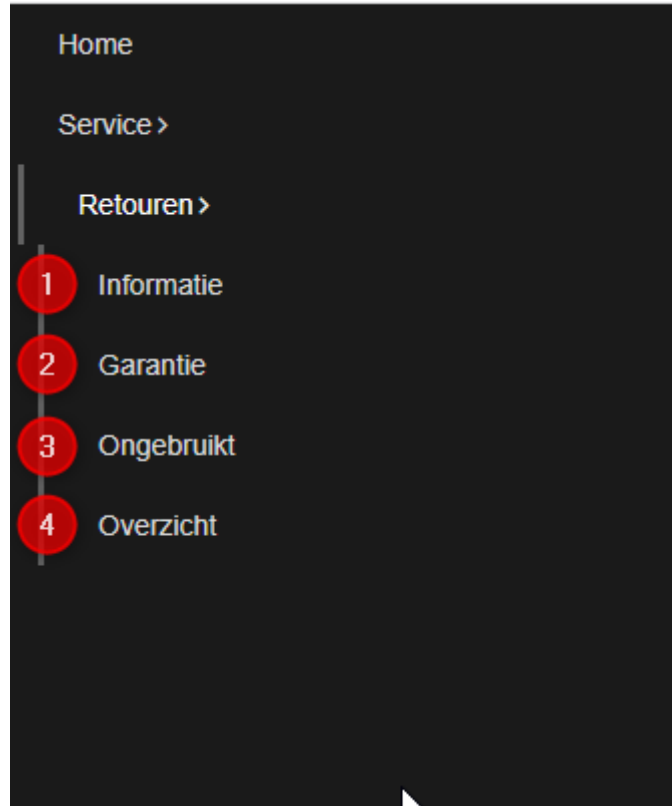 Home
Service >
Retouren >
1 Informatie
2 Garantie
3 Ongebruikt
4 Overzicht